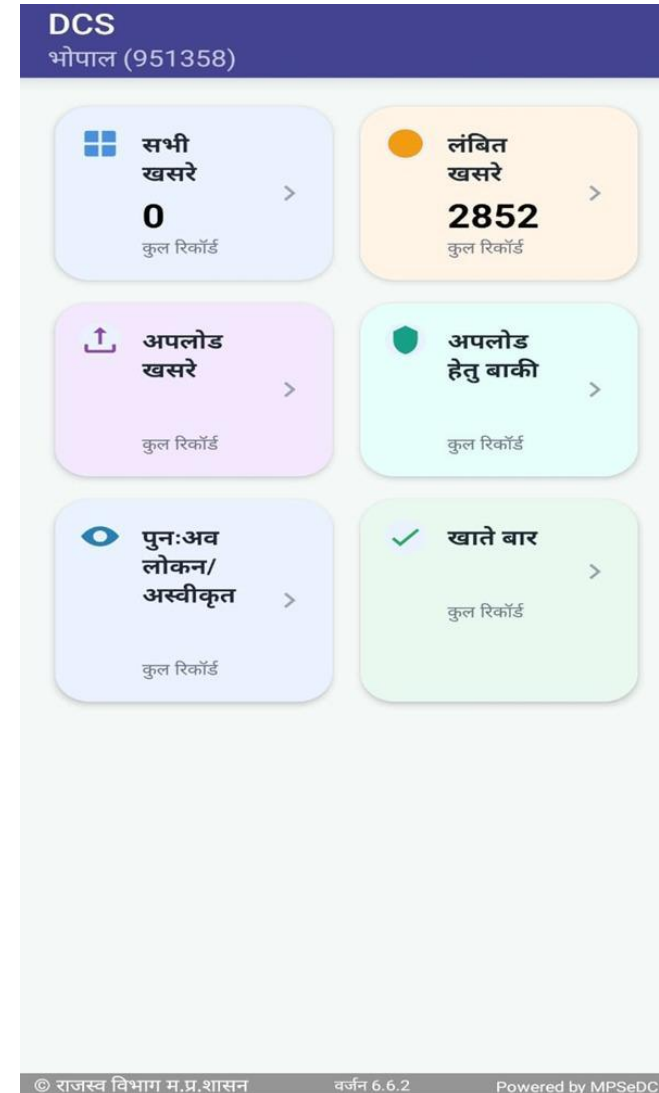 DCS
भोपाल (951358)
सभी
खसरे
0
कुल रिकॉर्ड
लंबित
खसरे
2852
कुल रिकॉर्ड
अपलोड
खसरे
कुल रिकॉर्ड
अपलोड
हेतु बाकी
कुल रिकॉर्ड
पुनःअव
लोकन/
अस्वीकृत
कुल रिकॉर्ड
खाते बार
कुल रिकॉर्ड
© राजस्व विभाग म.प्र.शासन वर्जन 6.6.2 Powered by MPSeDC